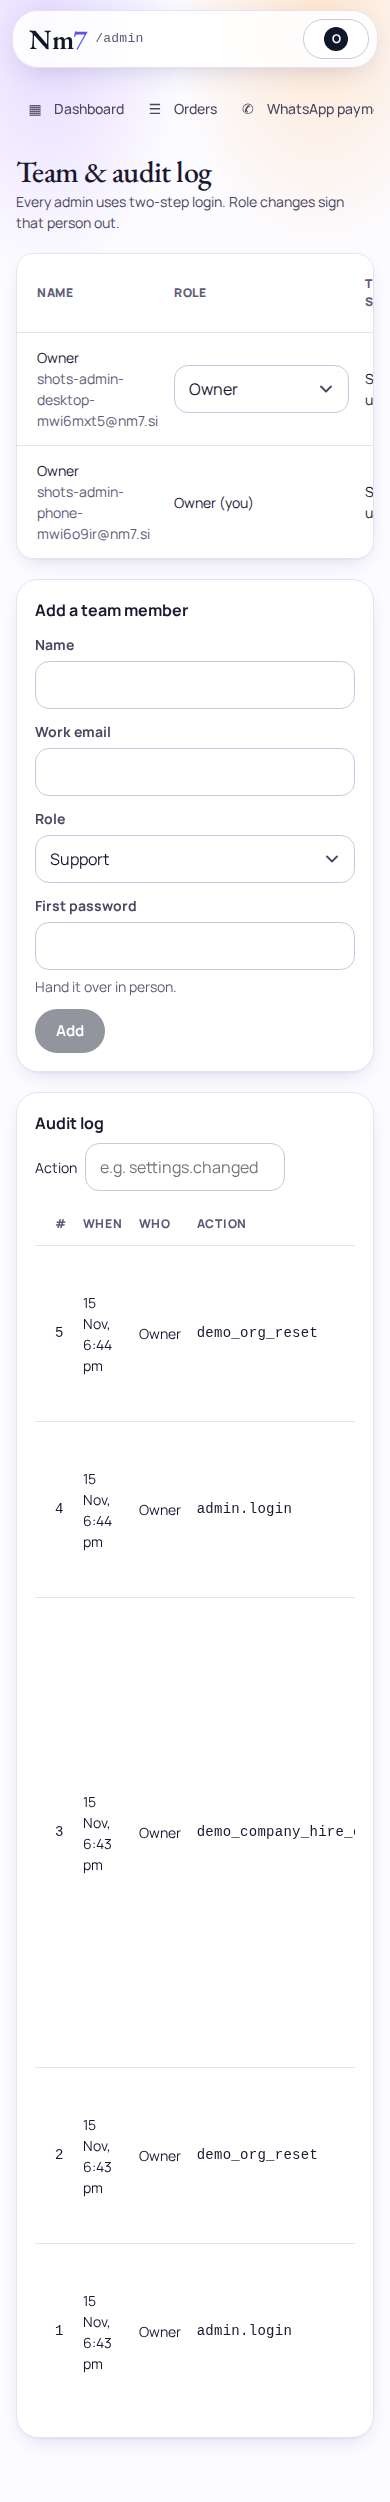 Nm7 /admin O
▦ Dashboard ☰ Orders ✆ WhatsApp
Team & audit log
Every admin uses two-step login. Role changes sign
that person out.
NAME ROLE
Owner
shots-admin-
desktop-
mwi6mxt5@nm7.si
Owner
Owner
shots-admin-
phone-
mwi6o9ir@nm7.si
Owner (you)
Add a team member
Name
Work email
Role
Support
First password
Hand it over in person.
Add
Audit log
Action e.g. settings.changed
# WHEN WHO ACTION
5 15 Nov, 6:44 pm Owner demo_org_reset
4 15 Nov, 6:44 pm Owner admin.login
3 15 Nov, 6:43 pm Owner demo_company_hire_
2 15 Nov, 6:43 pm Owner demo_org_reset
1 15 Nov, 6:43 pm Owner admin.login